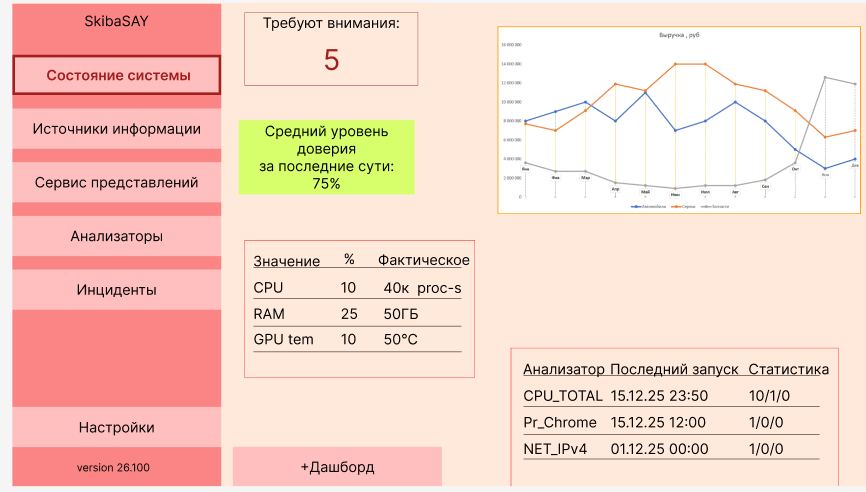 SkibaSAY
Состояние системы
Источники информации
Сервис представлений
Анализаторы
Инциденты
Настройки
version 26.100
Требуют внимания:
5
Средний уровень
доверия
за последние сути:
75%
Значение % Фактическое
CPU 10 40к proc-s
RAM 25 50ГБ
GPU tem 10 50°C
+Дашборд
Выручка , руб
16 000 000
14 000 000
12 000 000
10 000 000
8 000 000
6 000 000
4 000 000
2 000 000
0
Янв Фев Мар Апр Май Июн Июл Авг Сен Окт Ноя Дек
Автомобили Сервис Запчасти
Анализатор Последний запуск Статистика
CPU_TOTAL 15.12.25 23:50 10/1/0
Pr_Chrome 15.12.25 12:00 1/0/0
NET_IPv4 01.12.25 00:00 1/0/0